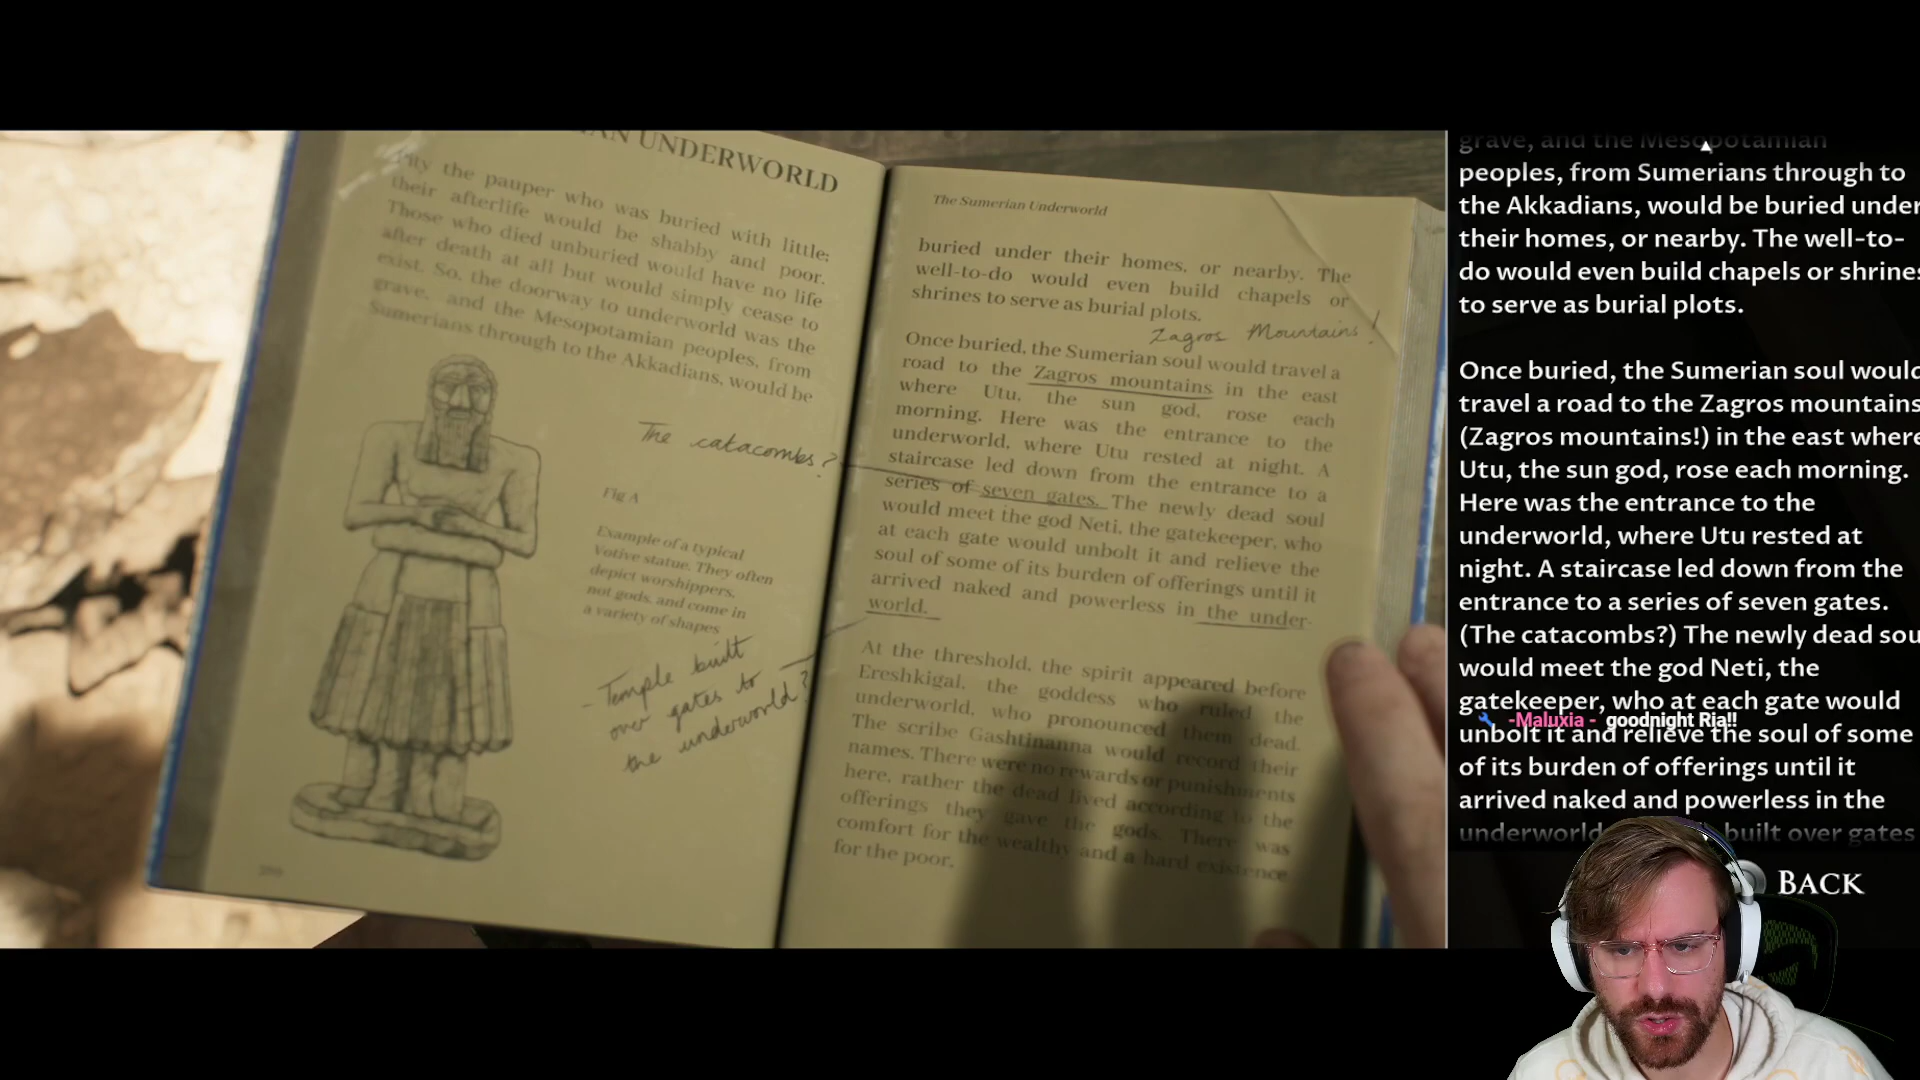 IAN UNDERWORLD
Pity the pauper who was buried with little;
their afterlife would be shabby and poor.
Those who died unburied would have no life
after death at all but would simply cease to
exist. So, the doorway to underworld was the
grave, and the Mesopotamian peoples, from
Sumerians through to the Akkadians, would be
The catacombs?
Fig A
Example of a typical
Votive statue. They often
depict worshippers,
not gods, and come in
a variety of shapes
- Temple built
over gates to
the underworld?
The Sumerian Underworld
buried under their homes, or nearby. The
well-to-do would even build chapels or
shrines to serve as burial plots.
Zagros Mountains!
Once buried, the Sumerian soul would travel a
road to the Zagros mountains in the east
where Utu, the sun god, rose each
morning. Here was the entrance to the
underworld, where Utu rested at night. A
staircase led down from the entrance to a
series of seven gates. The newly dead soul
would meet the god Neti, the gatekeeper, who
at each gate would unbolt it and relieve the
soul of some of its burden of offerings until it
arrived naked and powerless in the under-
world.
At the threshold, the spirit appeared before
Ereshkigal, the goddess who ruled the
underworld, who pronounced them dead.
The scribe Gashtinanna would record their
names. There were no rewards or punishments
here, rather the dead lived according to the
offerings they gave the gods. There was
comfort for the wealthy and a hard existence
for the poor.
grave, and the Mesopotamian
peoples, from Sumerians through to
the Akkadians, would be buried under
their homes, or nearby. The well-to-
do would even build chapels or shrines
to serve as burial plots.
Once buried, the Sumerian soul would
travel a road to the Zagros mountains
(Zagros mountains!) in the east where
Utu, the sun god, rose each morning.
Here was the entrance to the
underworld, where Utu rested at
night. A staircase led down from the
entrance to a series of seven gates.
(The catacombs?) The newly dead sou
would meet the god Neti, the
gatekeeper, who at each gate would
-Maluxia - goodnight Ria!!
unbolt it and relieve the soul of some
of its burden of offerings until it
arrived naked and powerless in the
underworld built over gates
BACK